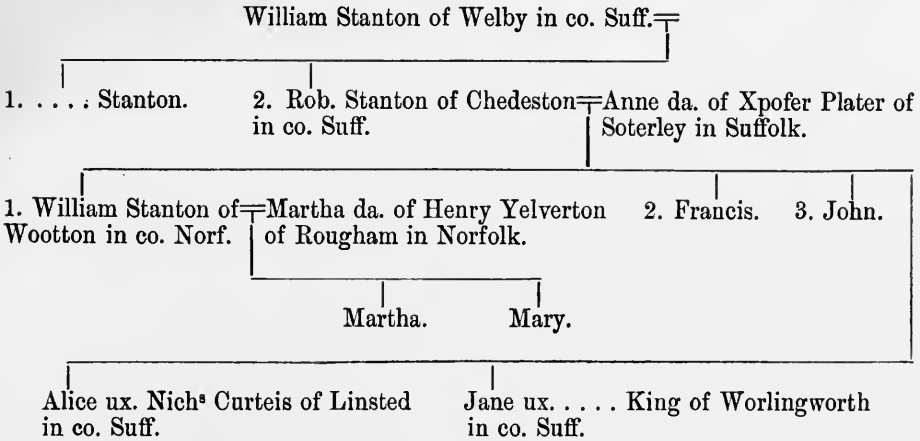 William Stanton of Welby in co. Suff.
1. . . . . Stanton.
2. Rob. Stanton of Chedeston
in co. Suff.
Anne da. of Xpofer Plater of
Soterley in Suffolk.
1. William Stanton of
Wootton in co. Norf.
Martha da. of Henry Yelverton
of Rougham in Norfolk.
2. Francis.
3. John.
Martha.
Mary.
Alice ux. Nichˢ Curteis of Linsted
in co. Suff.
Jane ux. . . . . King of Worlingworth
in co. Suff.